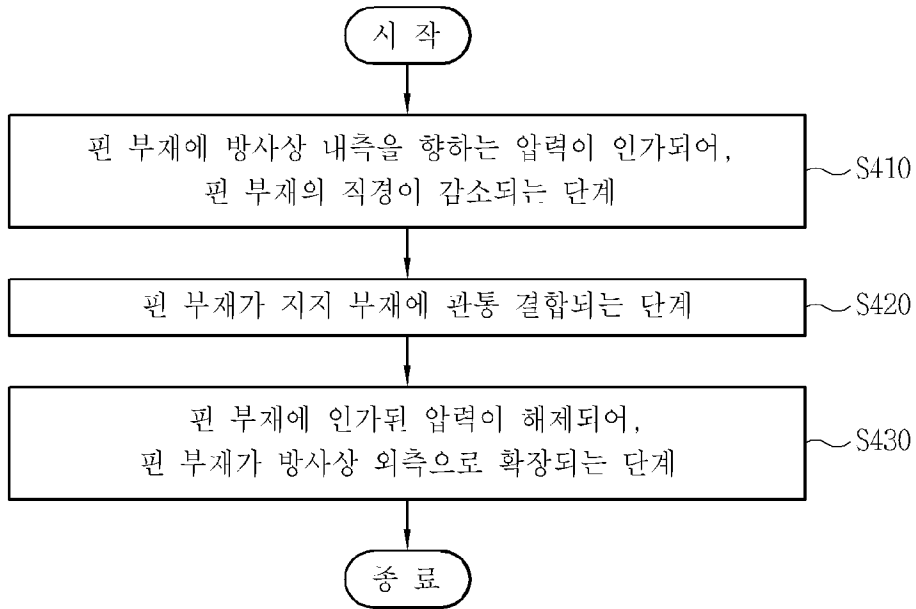 시 작
핀 부재에 방사상 내측을 향하는 압력이 인가되어,
핀 부재의 직경이 감소되는 단계
S410
핀 부재가 지지 부재에 관통 결합되는 단계
S420
핀 부재에 인가된 압력이 해제되어,
핀 부재가 방사상 외측으로 확장되는 단계
S430
종 료